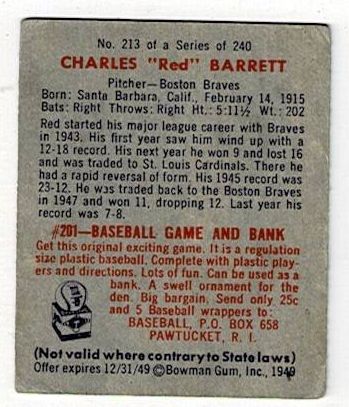 No. 213 of a Series of 240
CHARLES "Red" BARRETT
Pitcher—Boston Braves
Born: Santa Barbara, Calif., February 14, 1915
Bats: Right Throws: Right Ht.: 5:11½ Wt.: 202
Red started his major league career with Braves
in 1943. His first year saw him wind up with a
12-18 record. His next year he won 9 and lost 16
and was traded to St. Louis Cardinals. There he
had a rapid reversal of form. His 1945 record was
23-12. He was traded back to the Boston Braves
in 1947 and won 11, dropping 12. Last year his
record was 7-8.
#201—BASEBALL GAME AND BANK
Get this original exciting game. It is a regulation
size plastic baseball. Complete with plastic play-
ers and directions. Lots of fun. Can be used as a
bank. A swell ornament for the
den. Big bargain. Send only 25c
and 5 Baseball wrappers to:
BASEBALL, P.O. BOX 658
PAWTUCKET, R. I.
(Not valid where contrary to State laws)
Offer expires 12/31/49 ©Bowman Gum, Inc., 1949